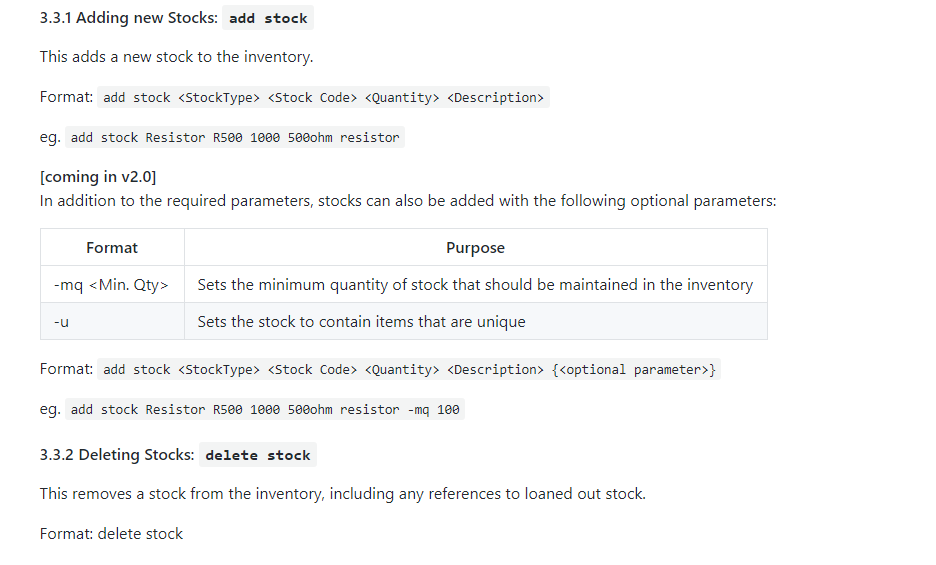 3.3.1 Adding new Stocks: add stock
This adds a new stock to the inventory.
Format: add stock <StockType> <Stock Code> <Quantity> <Description>
eg. add stock Resistor R500 1000 500ohm resistor
[coming in v2.0]
In addition to the required parameters, stocks can also be added with the following optional parameters:
Format Purpose
-mq <Min. Qty> Sets the minimum quantity of stock that should be maintained in the inventory
-u Sets the stock to contain items that are unique
Format: add stock <StockType> <Stock Code> <Quantity> <Description> {<optional parameter>}
eg. add stock Resistor R500 1000 500ohm resistor -mq 100
3.3.2 Deleting Stocks: delete stock
This removes a stock from the inventory, including any references to loaned out stock.
Format: delete stock